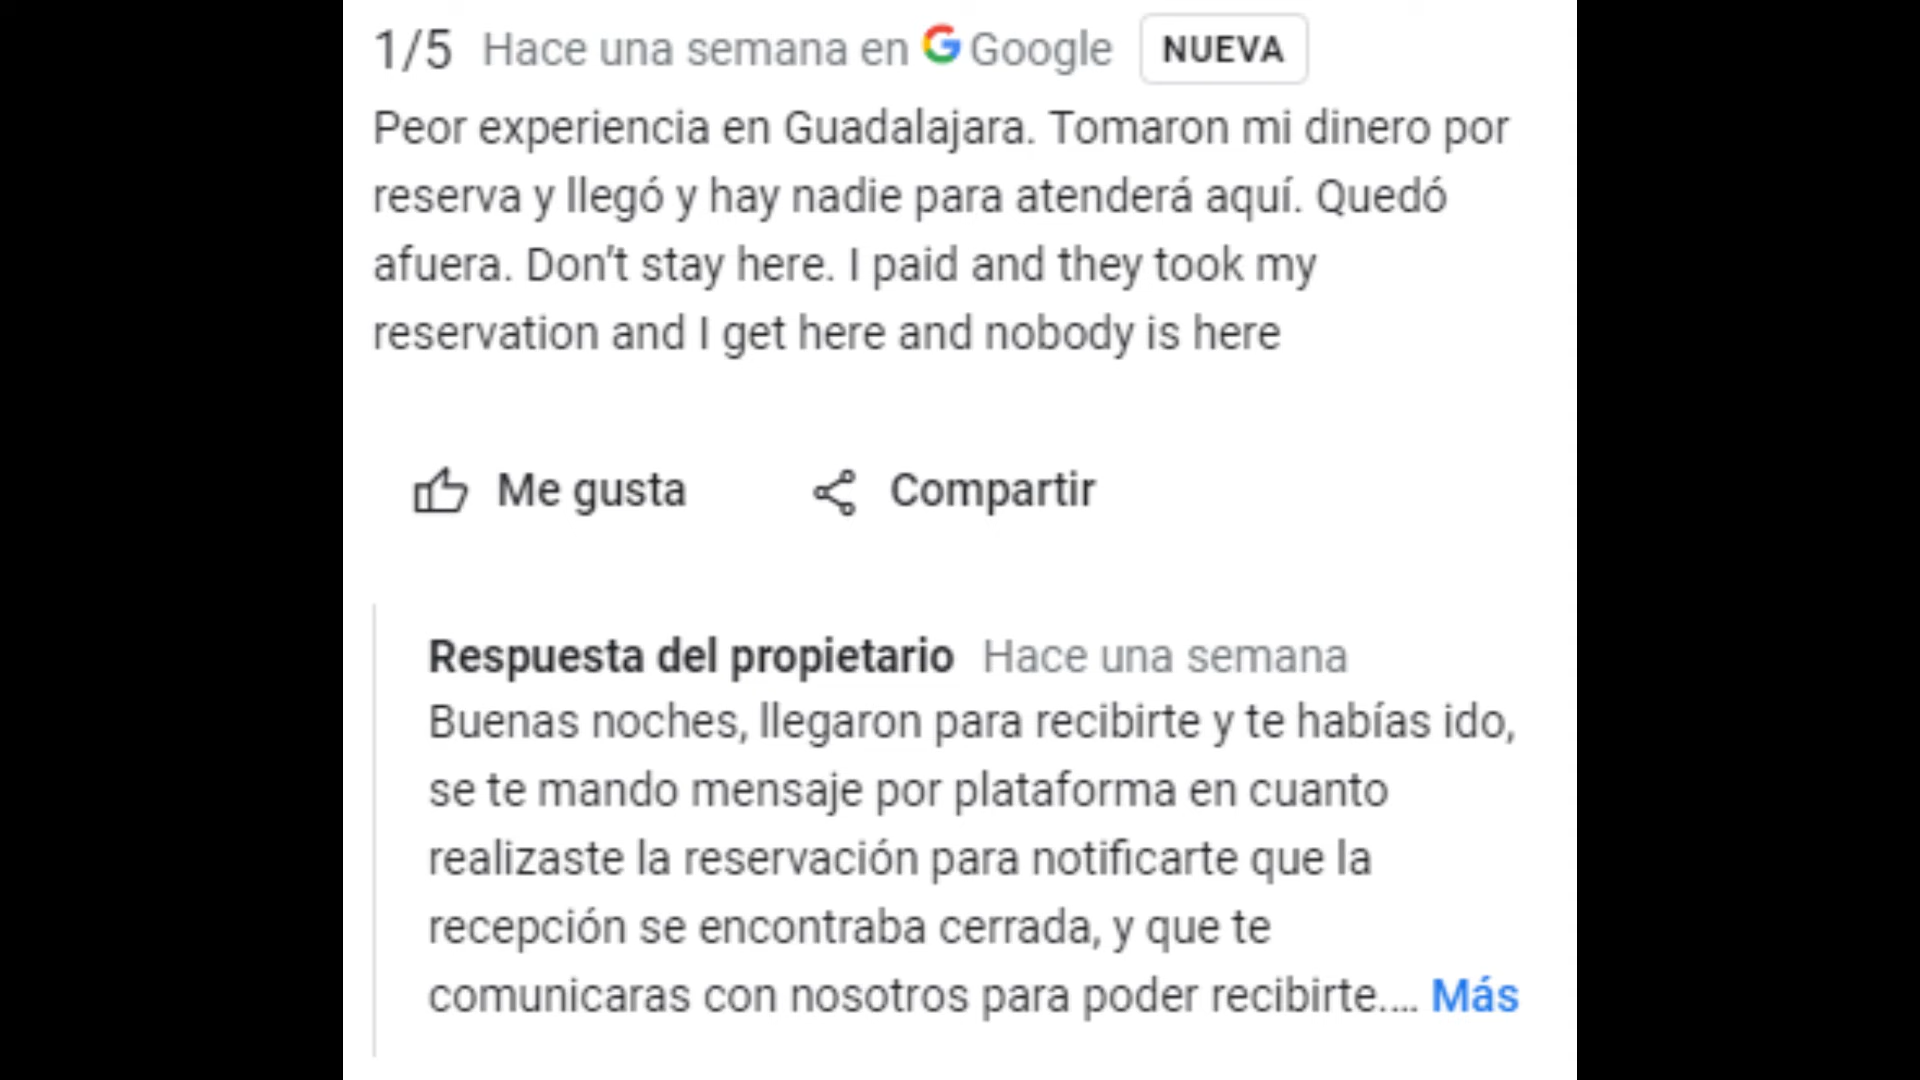 1/5 Hace una semana en Google NUEVA
Peor experiencia en Guadalajara. Tomaron mi dinero por
reserva y llegó y hay nadie para atenderá aquí. Quedó
afuera. Don't stay here. I paid and they took my
reservation and I get here and nobody is here
Me gusta Compartir
Respuesta del propietario Hace una semana
Buenas noches, llegaron para recibirte y te habías ido,
se te mando mensaje por plataforma en cuanto
realizaste la reservación para notificarte que la
recepción se encontraba cerrada, y que te
comunicaras con nosotros para poder recibirte.... Más